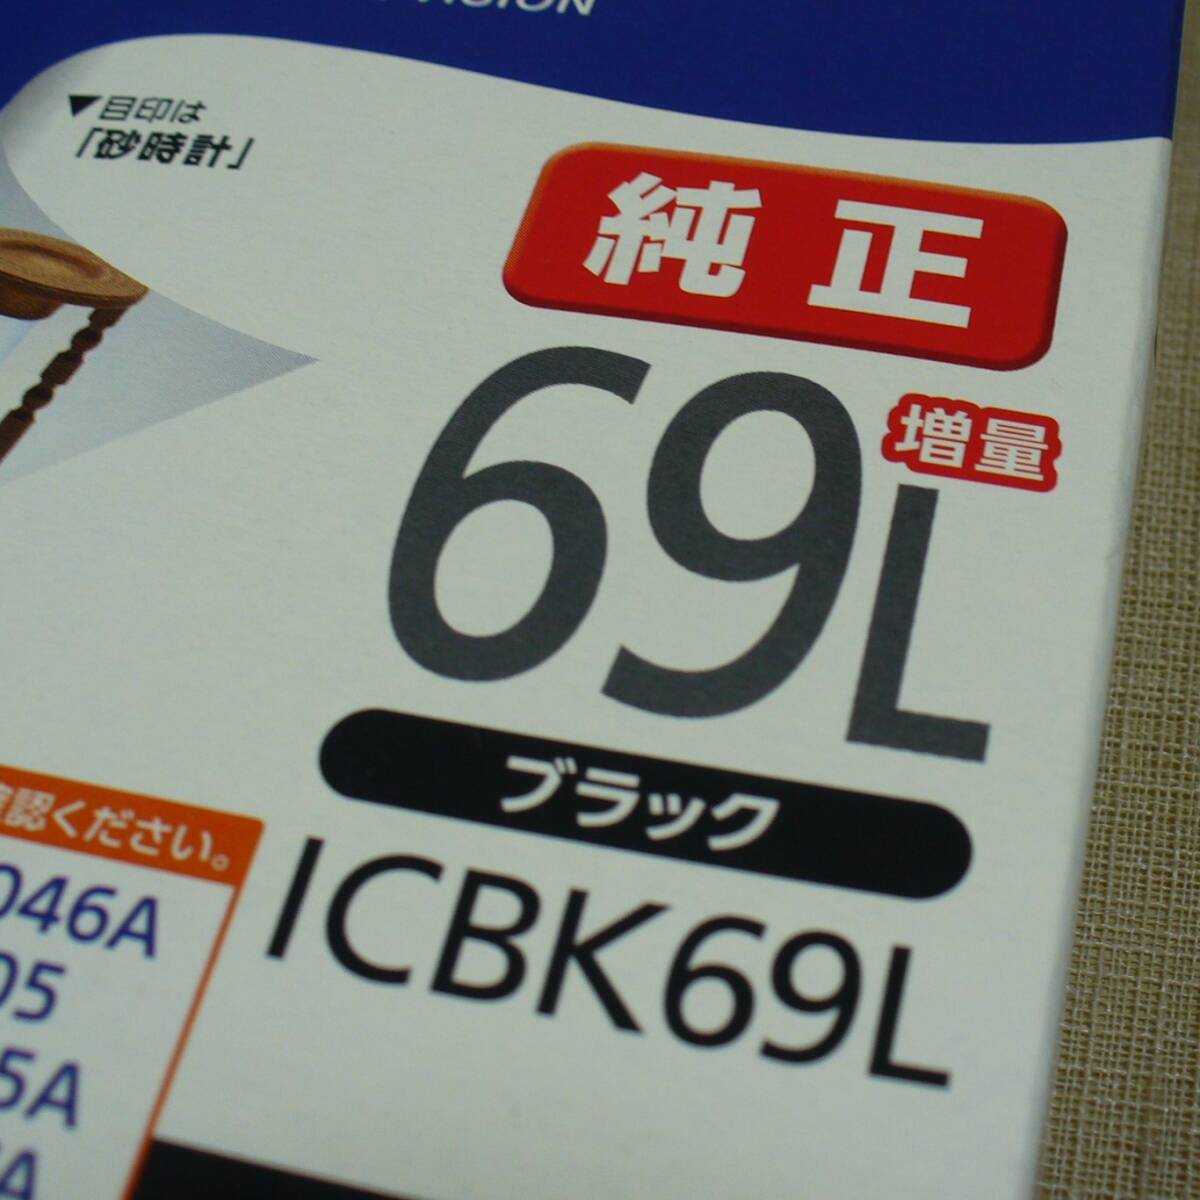 ▼目印は
「砂時計」
純正
69L
増量
ブラック
ICBK69L
認ください。
046A
05
5A